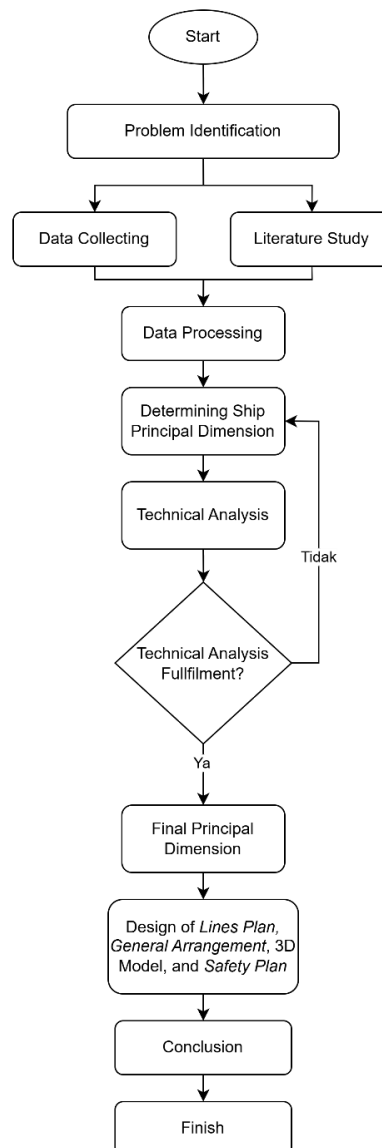 Start
Problem Identification
Data Collecting
Literature Study
Data Processing
Determining Ship
Principal Dimension
Technical Analysis
Tidak
Technical Analysis
Fullfilment?
Ya
Final Principal
Dimension
Design of Lines Plan,
General Arrangement, 3D
Model, and Safety Plan
Conclusion
Finish